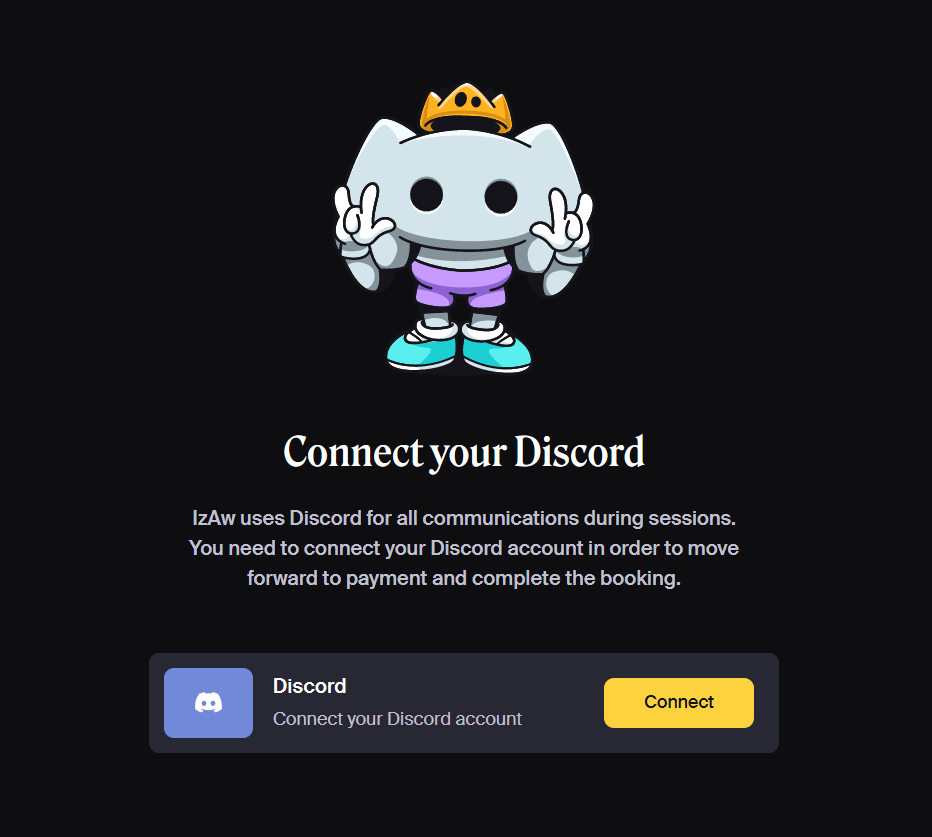 Connect your Discord
IzAw uses Discord for all communications during sessions.
You need to connect your Discord account in order to move
forward to payment and complete the booking.
Discord
Connect your Discord account
Connect